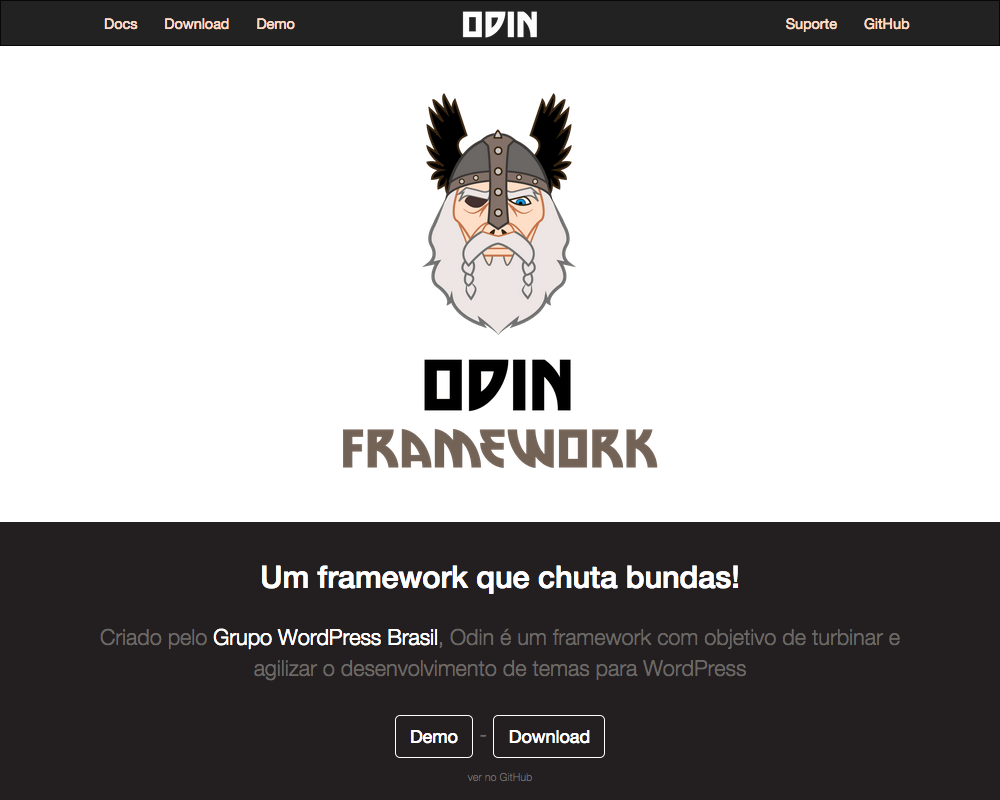 Docs Download Demo ODIN Suporte GitHub
ODIN
FRAMEWORK
Um framework que chuta bundas!
Criado pelo Grupo WordPress Brasil, Odin é um framework com objetivo de turbinar e
agilizar o desenvolvimento de temas para WordPress
Demo - Download
ver no GitHub